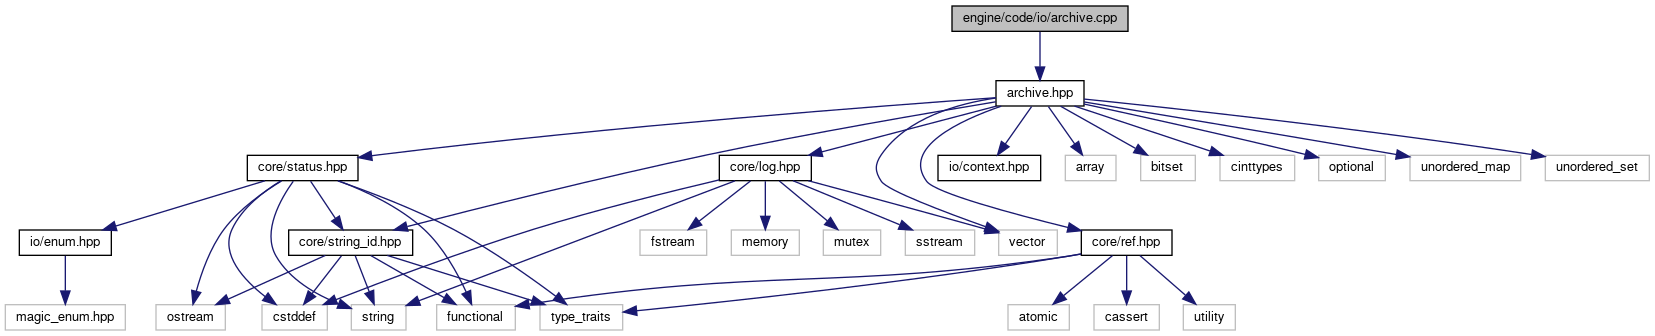 engine/code/io/archive.cpp
archive.hpp
core/status.hpp
core/log.hpp
io/context.hpp
array
bitset
cinttypes
optional
unordered_map
unordered_set
io/enum.hpp
core/string_id.hpp
fstream
memory
mutex
sstream
vector
core/ref.hpp
magic_enum.hpp
ostream
cstddef
string
functional
type_traits
atomic
cassert
utility